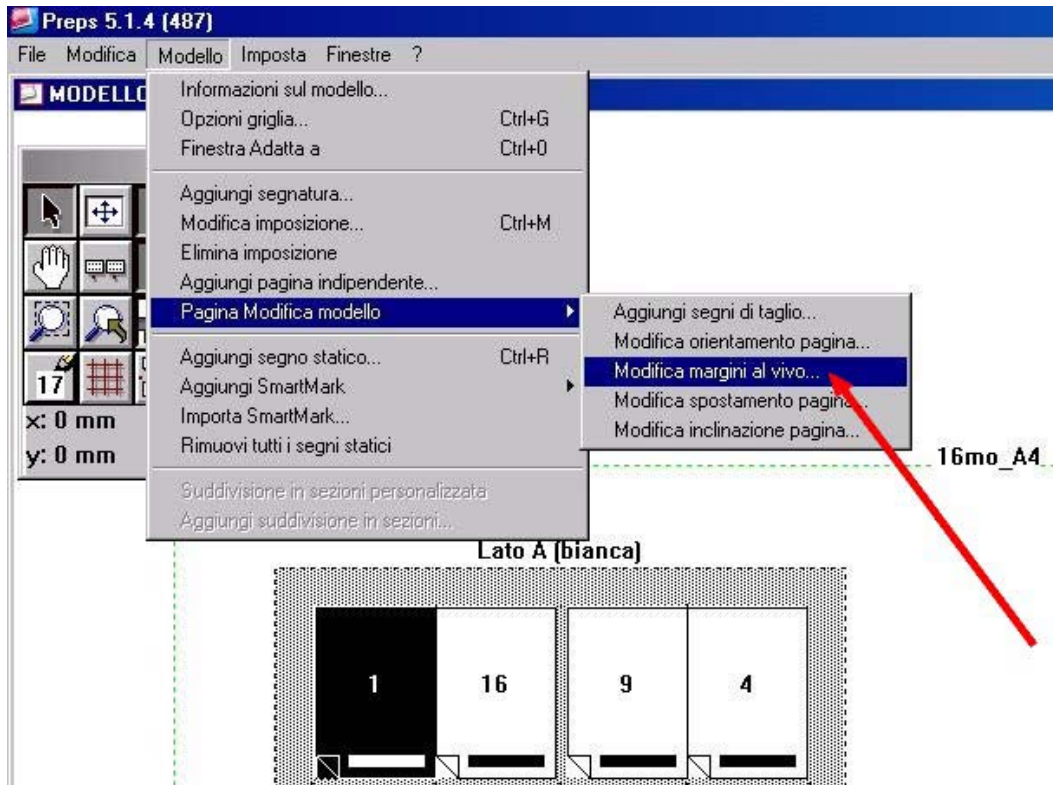 Preps 5.1.4 (487)
File Modifica Modello Imposta Finestre ?
MODELLO
Informazioni sul modello...
Opzioni griglia... Ctrl+G
Finestra Adatta a Ctrl+0
Aggiungi segnatura...
Modifica imposizione... Ctrl+M
Elimina imposizione
Aggiungi pagina indipendente...
Pagina Modifica modello
Aggiungi segni di taglio...
Modifica orientamento pagina...
Modifica margini al vivo...
Modifica spostamento pagina...
Modifica inclinazione pagina...
Aggiungi segno statico... Ctrl+R
Aggiungi SmartMark
Importa SmartMark...
Rimuovi tutti i segni statici
Suddivisione in sezioni personalizzata
Aggiungi suddivisione in sezioni...
17
x: 0 mm
y: 0 mm
16mo_A4
Lato A (bianca)
1 16 9 4